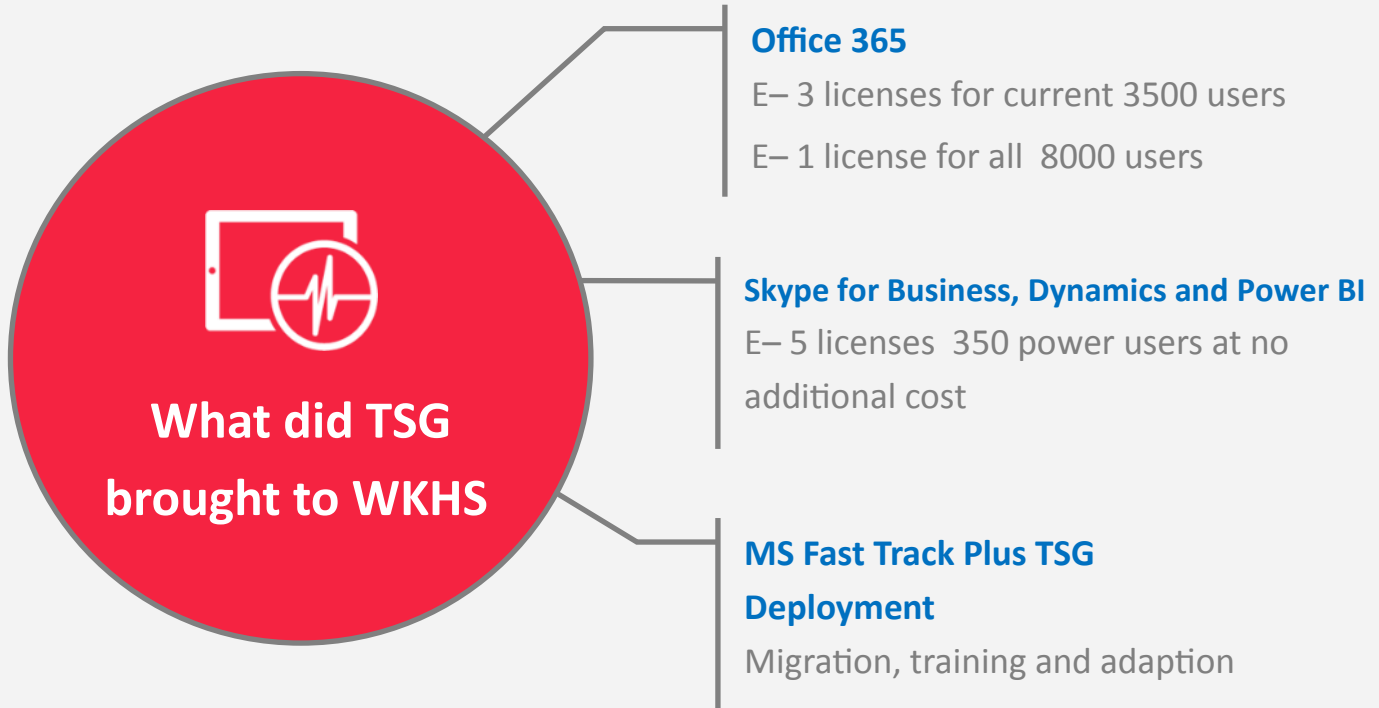 What did TSG
brought to WKHS
Office 365
E– 3 licenses for current 3500 users
E– 1 license for all  8000 users
Skype for Business, Dynamics and Power BI
E– 5 licenses  350 power users at no
additional cost
MS Fast Track Plus TSG
Deployment
Migration, training and adaption